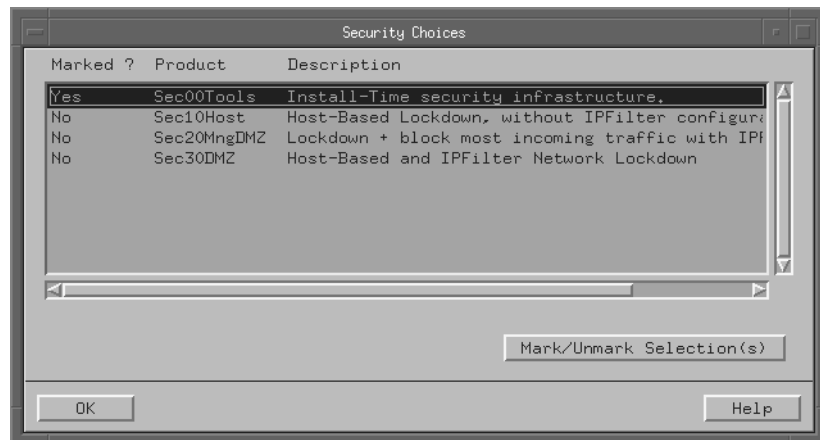 Security Choices
Marked ? Product Description
Yes Sec00Tools Install-Time security infrastructure.
No Sec10Host Host-Based Lockdown, without IPFilter
No Sec20MngDMZ Lockdown + block most incoming traffic with
No Sec30DMZ Host-Based and IPFilter Network Lockdown
Mark/Unmark Selection(s)
OK Help